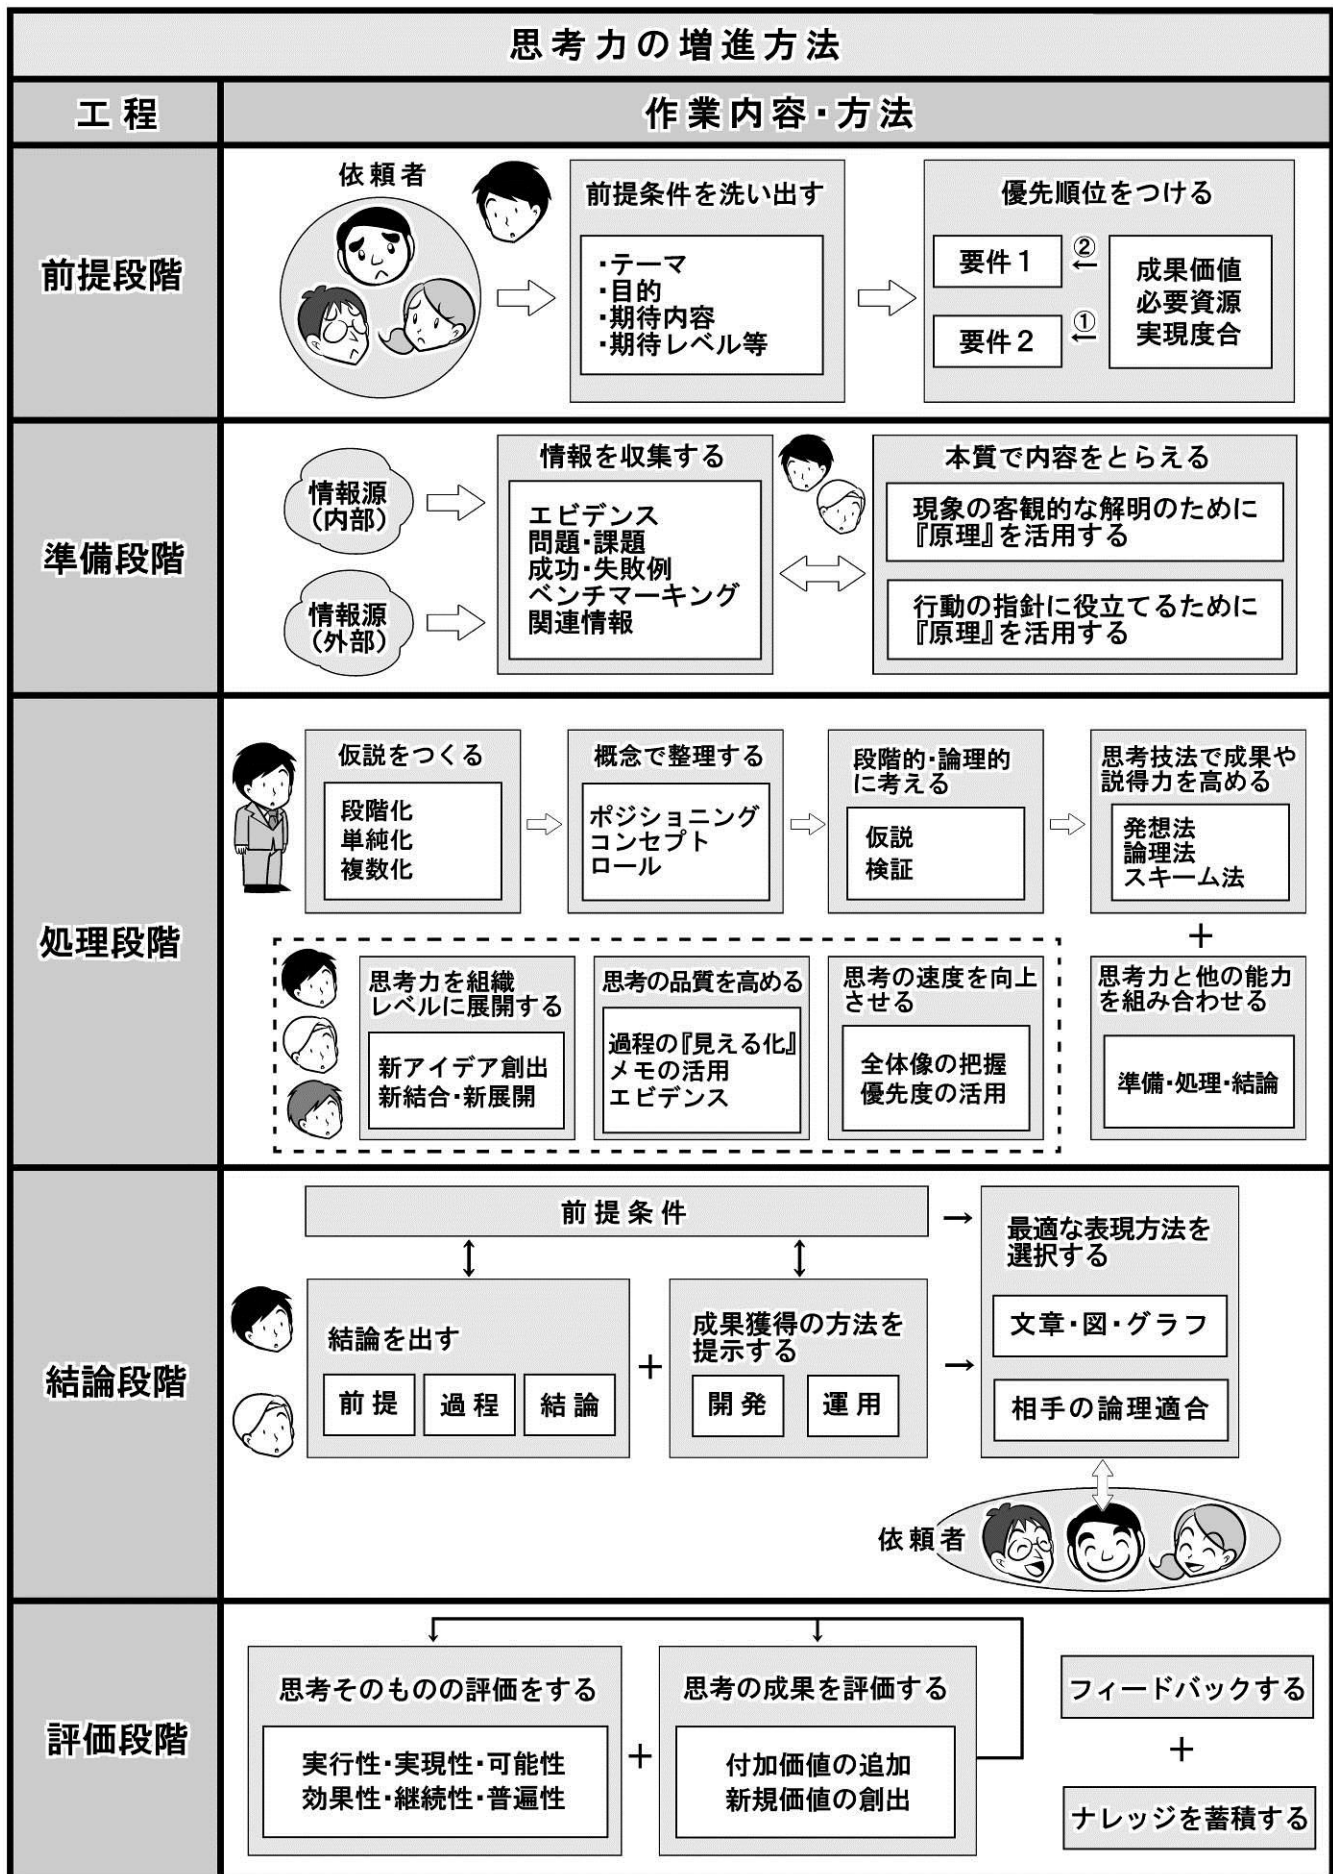 思考力の増進方法
工程
作業内容・方法
前提段階
依頼者
前提条件を洗い出す
・テーマ
・目的
・期待内容
・期待レベル等
優先順位をつける
要件1
②
←
要件2
①
←
成果価値
必要資源
実現度合
準備段階
情報源
(内部)
情報源
(外部)
情報を収集する
エビデンス
問題・課題
成功・失敗例
ベンチマーキング
関連情報
本質で内容をとらえる
現象の客観的な解明のために
『原理』を活用する
行動の指針に役立てるために
『原理』を活用する
処理段階
仮説をつくる
段階化
単純化
複数化
概念で整理する
ポジショニング
コンセプト
ロール
段階的・論理的
に考える
仮説
検証
思考技法で成果や
説得力を高める
発想法
論理法
スキーム法
+
思考力を組織
レベルに展開する
新アイデア創出
新結合・新展開
思考の品質を高める
過程の『見える化』
メモの活用
エビデンス
思考の速度を向上
させる
全体像の把握
優先度の活用
思考力と他の能力
を組み合わせる
準備・処理・結論
結論段階
前提条件
→
結論を出す
前提
過程
結論
+
成果獲得の方法を
提示する
開発
運用
→
最適な表現方法を
選択する
文章・図・グラフ
相手の論理適合
依頼者
評価段階
思考そのものの評価をする
実行性・実現性・可能性
効果性・継続性・普遍性
+
思考の成果を評価する
付加価値の追加
新規価値の創出
フィードバックする
+
ナレッジを蓄積する